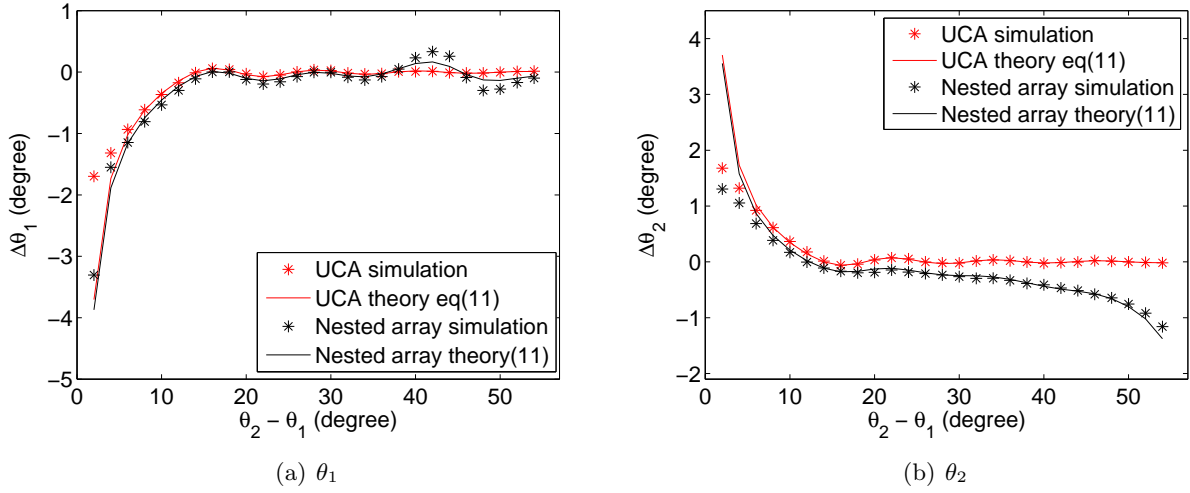 1
0
−1
−2
−3
−4
−5
0 10 20 30 40 50
Δθ1 (degree)
θ2 − θ1 (degree)
UCA simulation
UCA theory eq(11)
Nested array simulation
Nested array theory(11)
(a) θ1
4
3
2
1
0
−1
−2
0 10 20 30 40 50
Δθ2 (degree)
θ2 − θ1 (degree)
UCA simulation
UCA theory eq(11)
Nested array simulation
Nested array theory(11)
(b) θ2